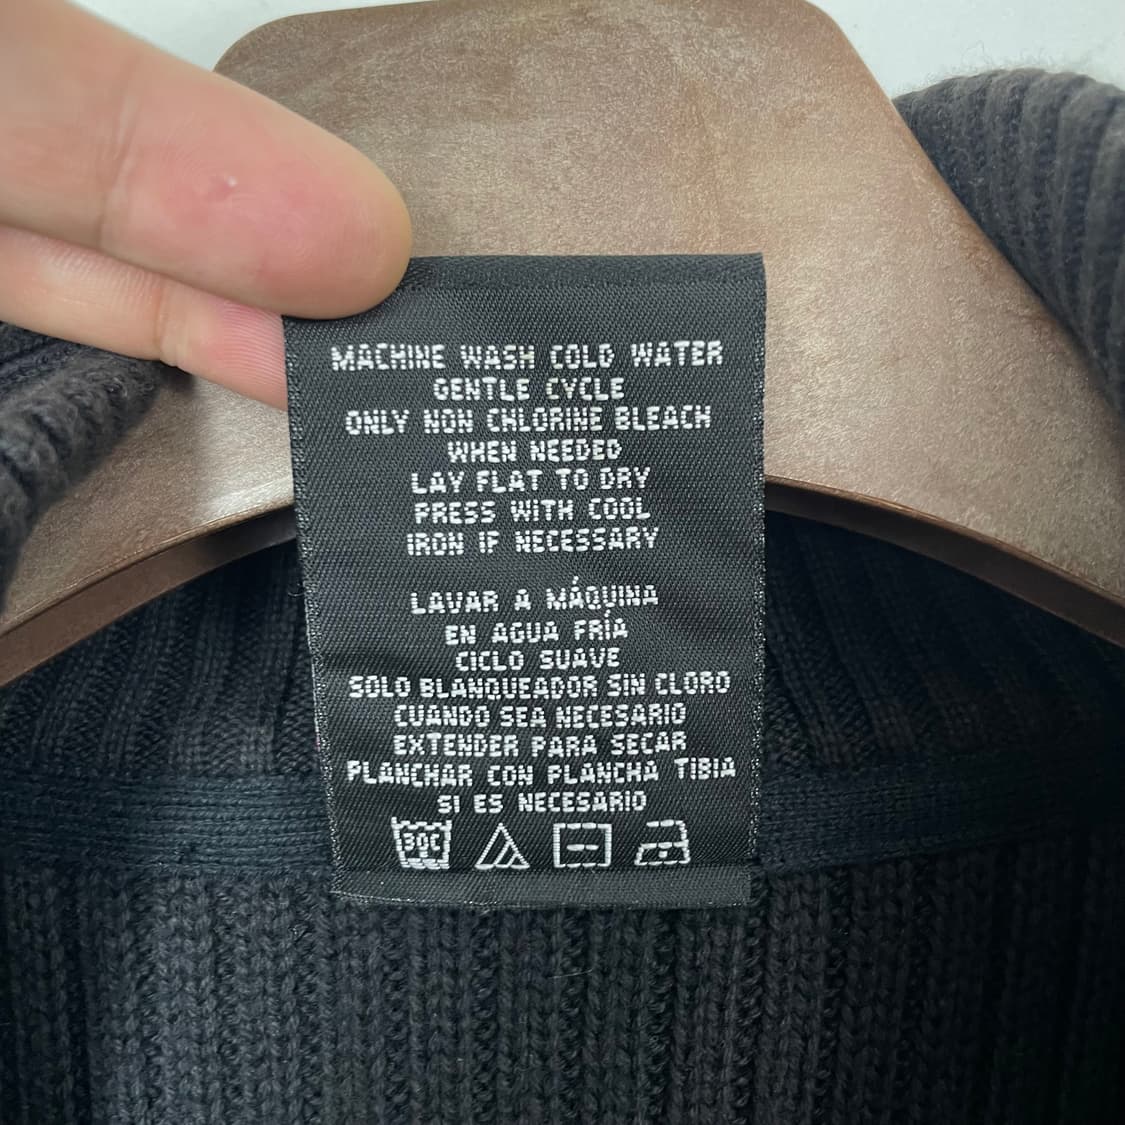 MACHINE WASH COLD WATER
GENTLE CYCLE
ONLY NON CHLORINE BLEACH
WHEN NEEDED
LAY FLAT TO DRY
PRESS WITH COOL
IRON IF NECESSARY
LAVAR A MÁQUINA
EN AGUA FRÍA
CICLO SUAVE
SOLO BLANQUEADOR SIN CLORO
CUANDO SEA NECESARIO
EXTENDER PARA SECAR
PLANCHAR CON PLANCHA TIBIA
SI ES NECESARIO
30C